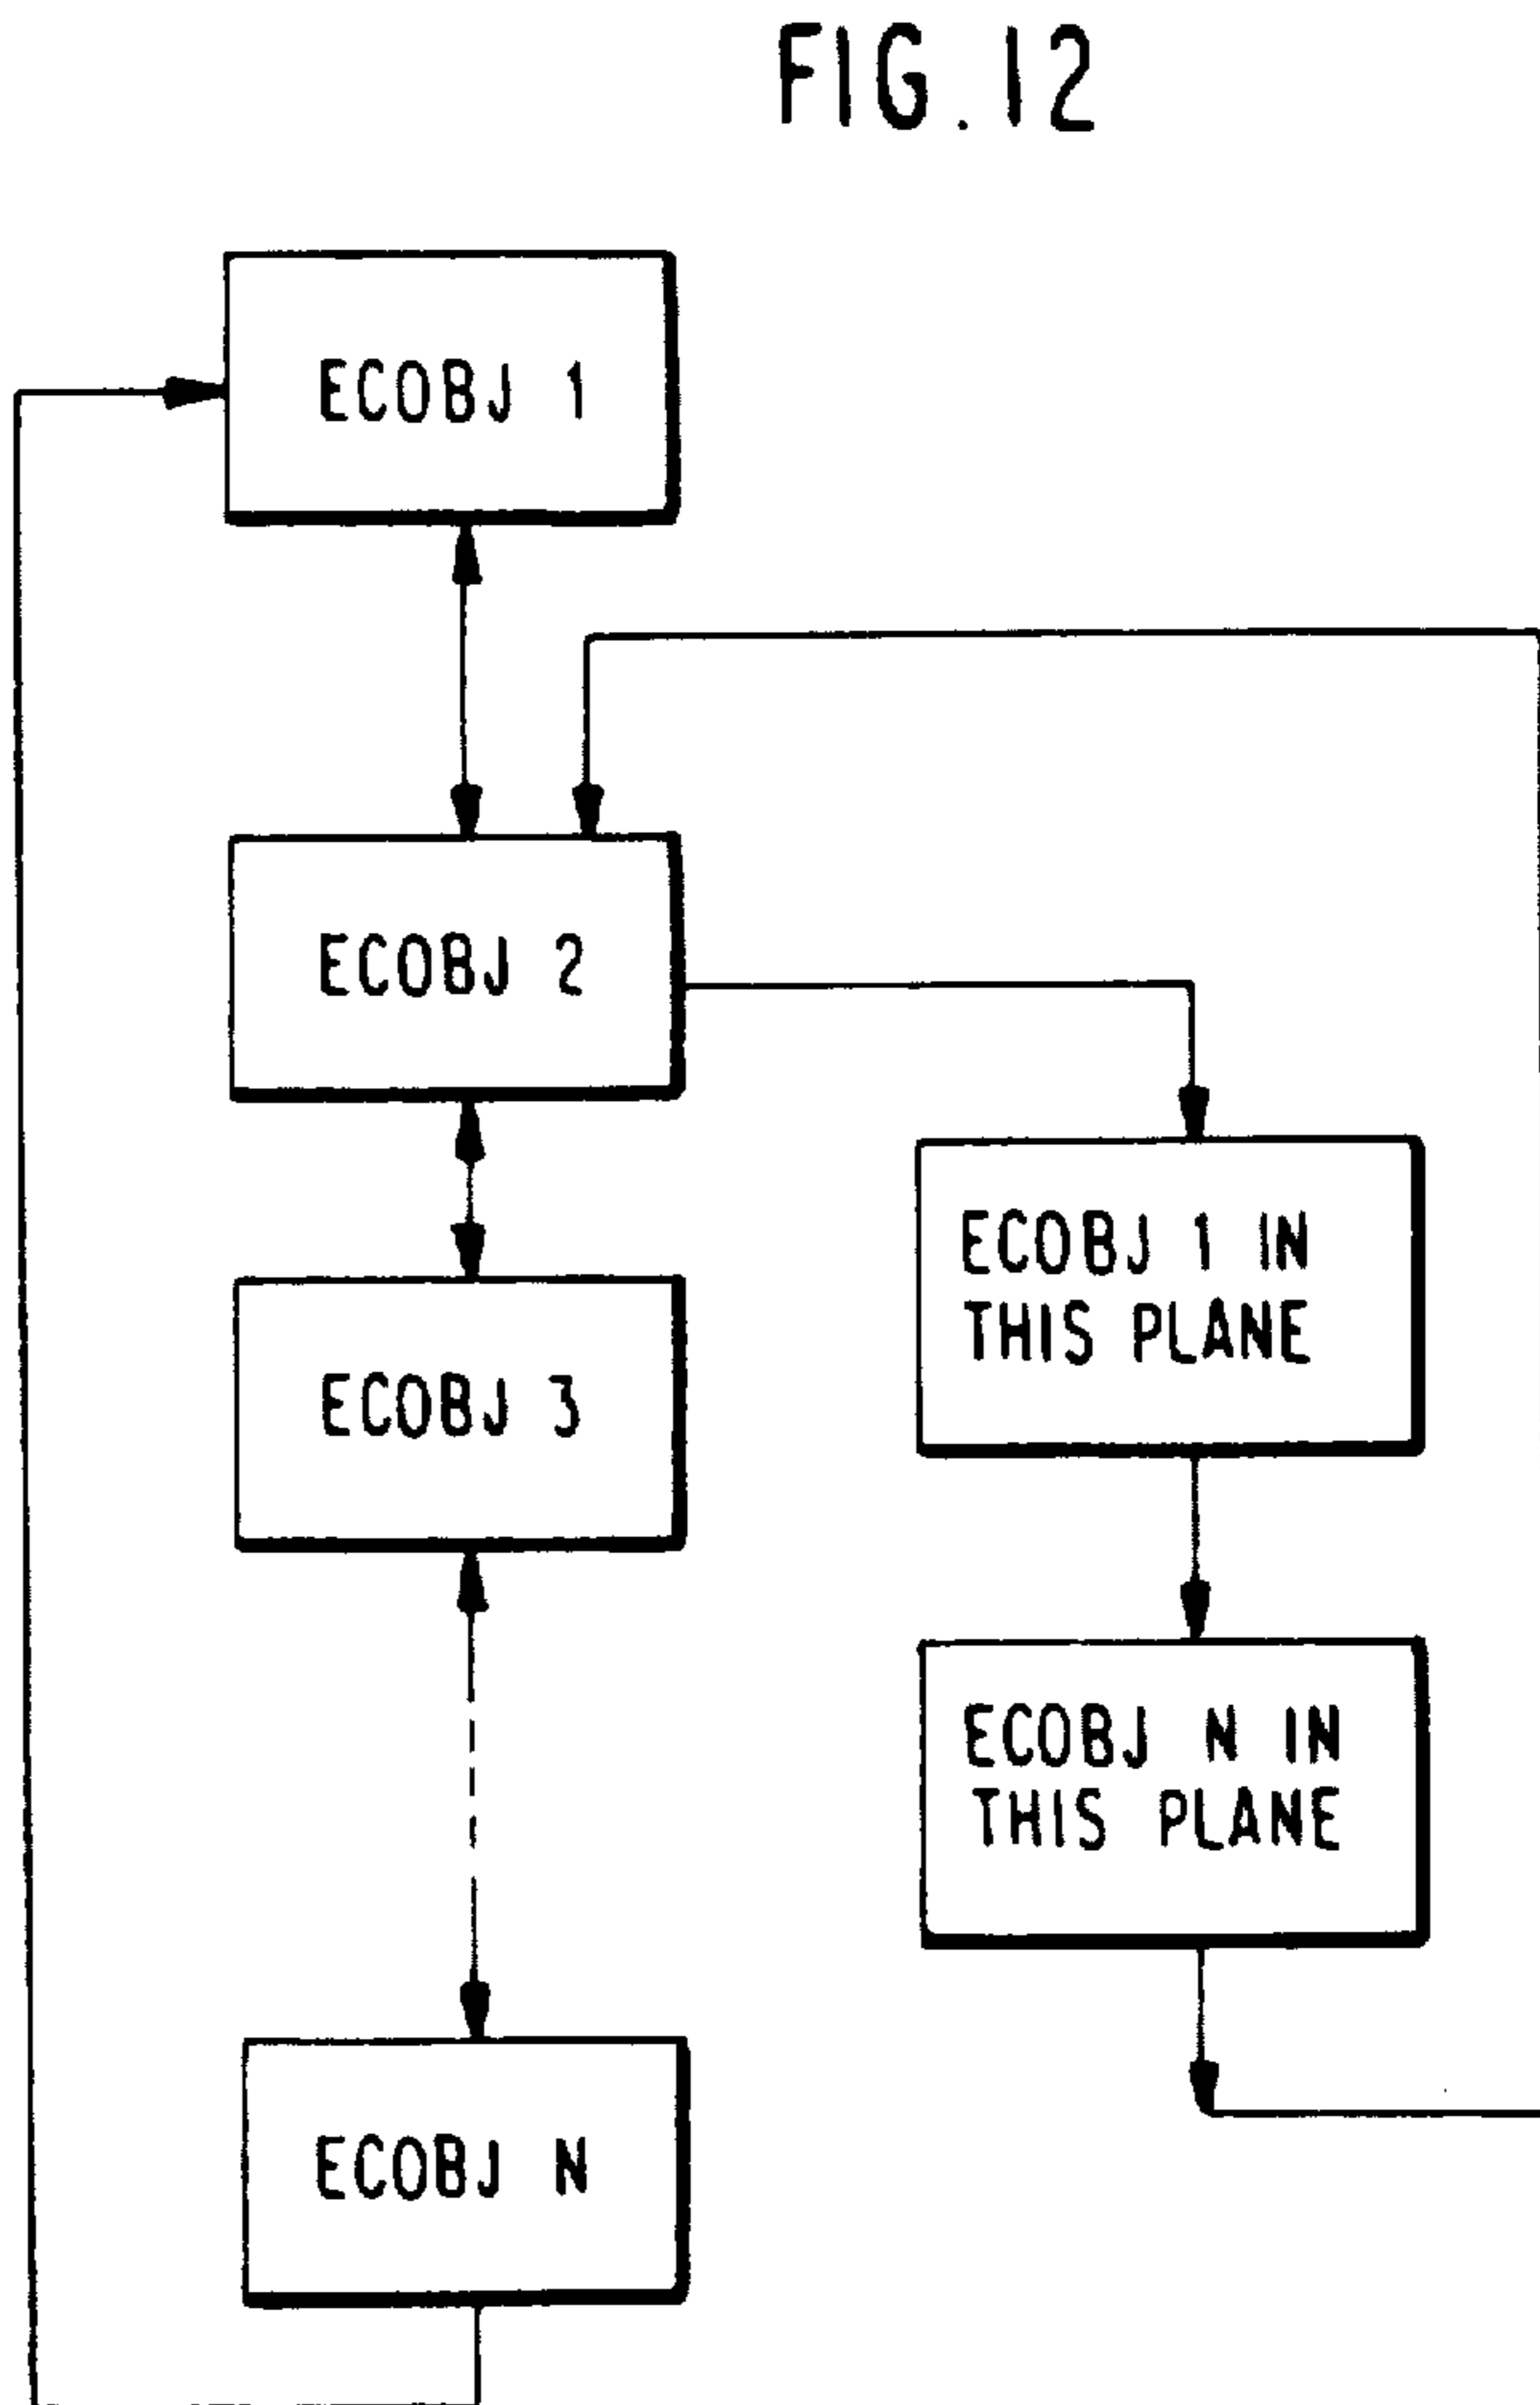 FIG. 12
ECOBJ 1
ECOBJ 2
ECOBJ 1 IN
THIS PLANE
ECOBJ 3
ECOBJ N IN
THIS PLANE
ECOBJ N